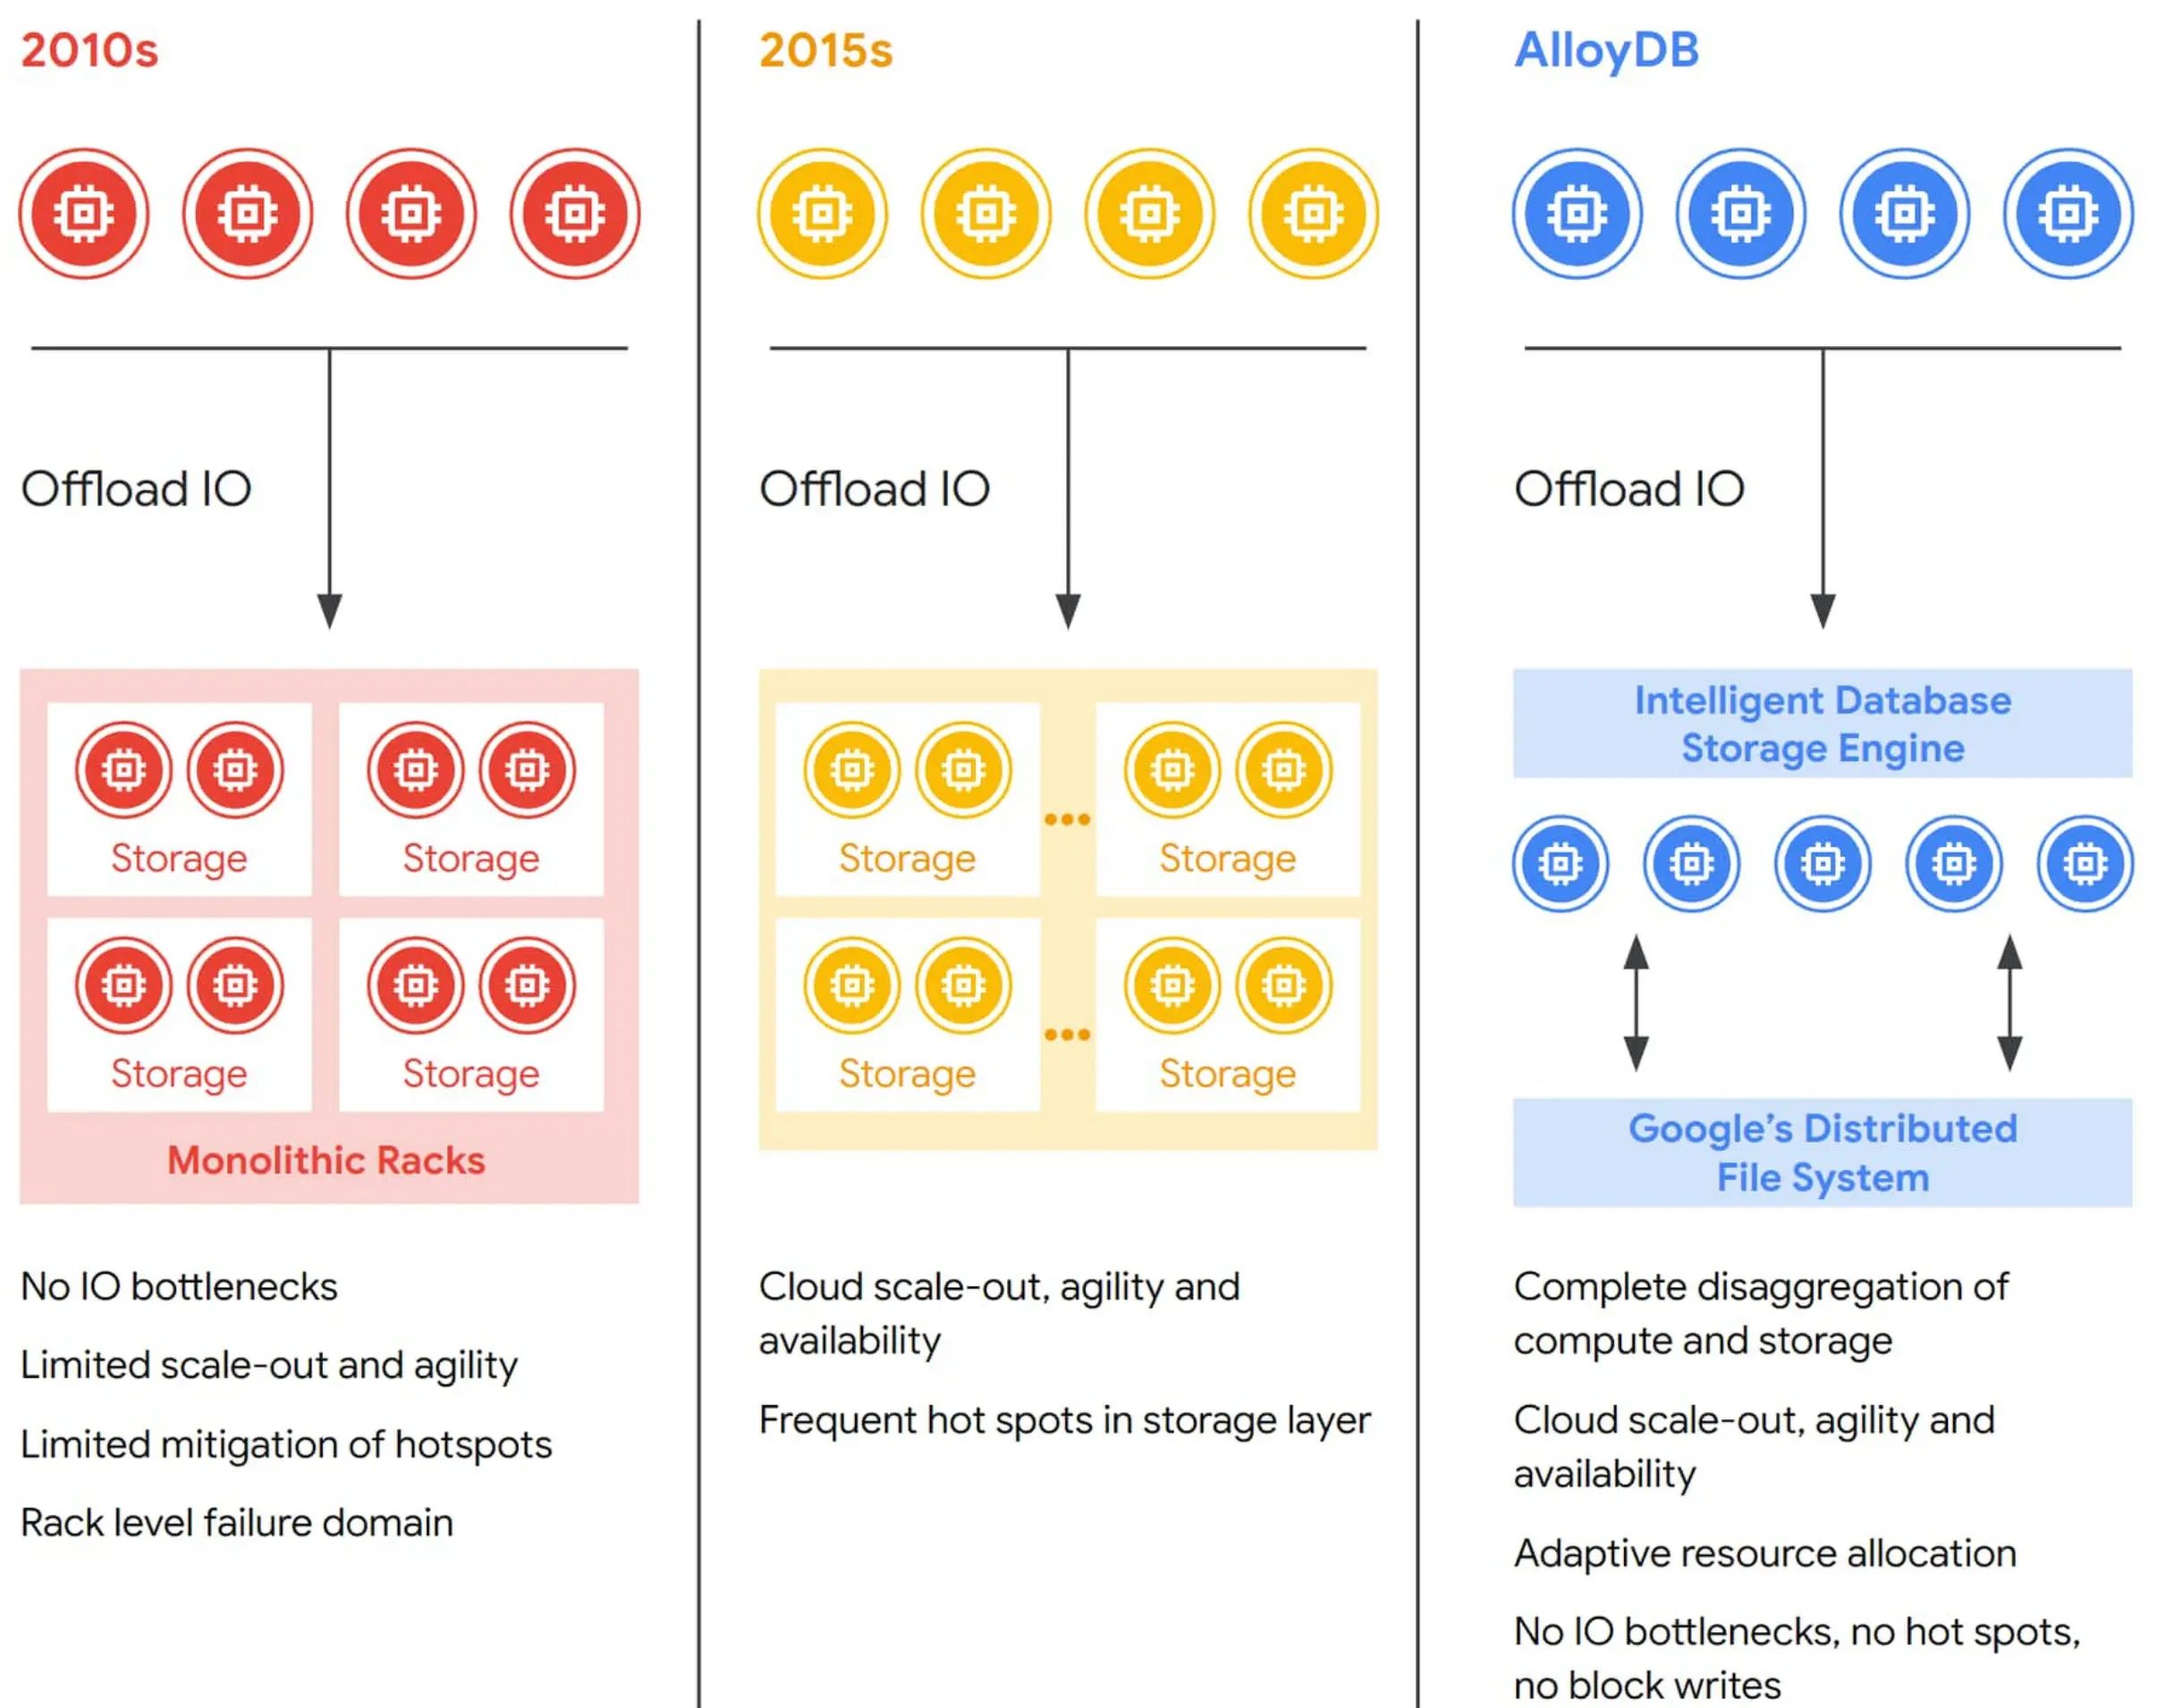 2010s
Offload IO
Storage
Storage
Storage
Storage
Monolithic Racks
No IO bottlenecks
Limited scale-out and agility
Limited mitigation of hotspots
Rack level failure domain
2015s
Offload IO
Storage
Storage
Storage
Storage
Cloud scale-out, agility and
availability
Frequent hot spots in storage layer
AlloyDB
Offload IO
Intelligent Database
Storage Engine
Google's Distributed
File System
Complete disaggregation of
compute and storage
Cloud scale-out, agility and
availability
Adaptive resource allocation
No IO bottlenecks, no hot spots,
no block writes